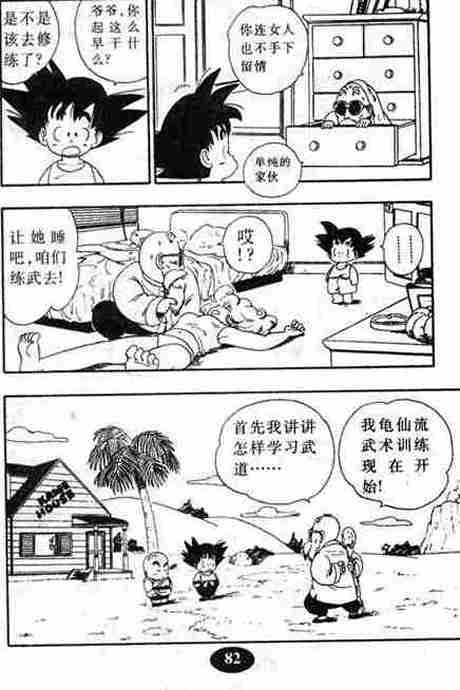 你连女人
也不手下
留情
单纯的
家伙
爷爷,你
起这么
早干什
么?
是不是
该去修
练了?
……
哎
!?
让她睡
吧,咱们
练武去!
我龟仙流
武术训练
现在开
始!
首先我讲讲
怎样学习武
道……
KAME
HOUSE
82